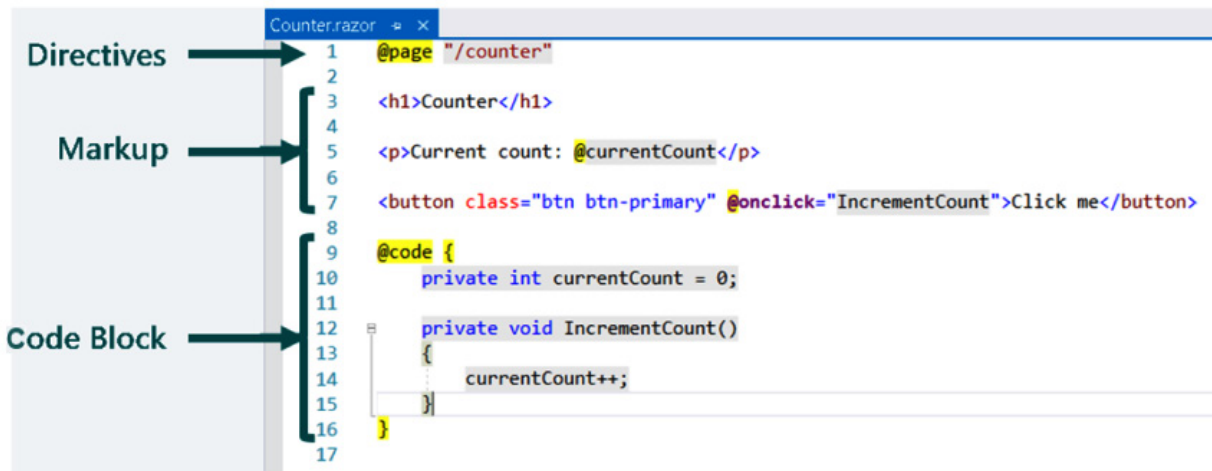 Counter.razor
Directives
1 @page "/counter"
2
3 <h1>Counter</h1>
4
Markup
5 <p>Current count: @currentCount</p>
6
7 <button class="btn btn-primary" @onclick="IncrementCount">Click me</button>
8
9 @code {
10 private int currentCount = 0;
11
Code Block
12 private void IncrementCount()
13 {
14 currentCount++;
15 }
16 }
17